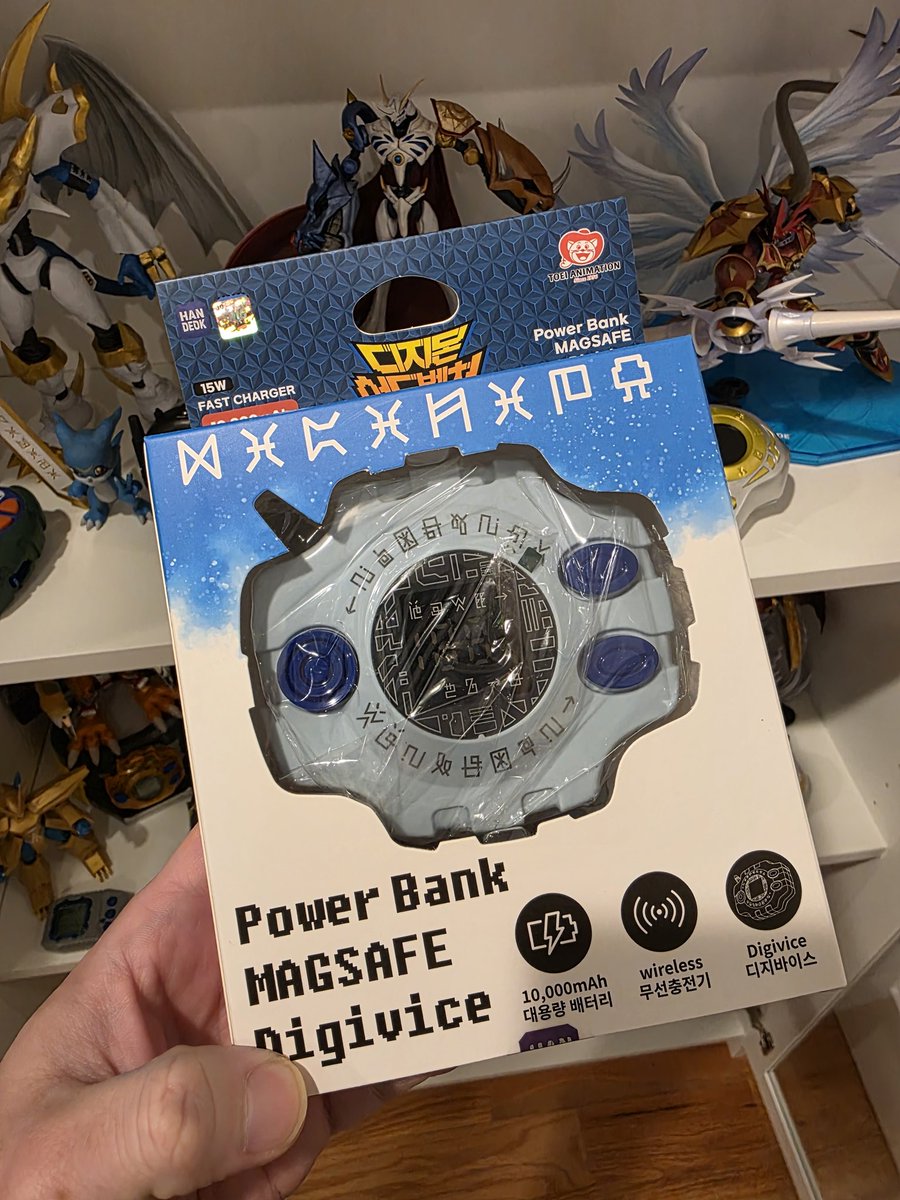 HAN
DEOK
TOEI ANIMATION
Power Bank
MAGSAFE
15W
FAST CHARGER
디지몬
Power Bank
MAGSAFE
Digivice
10,000mAh
대용량 배터리
wireless
무선충전기
Digivice
디지바이스